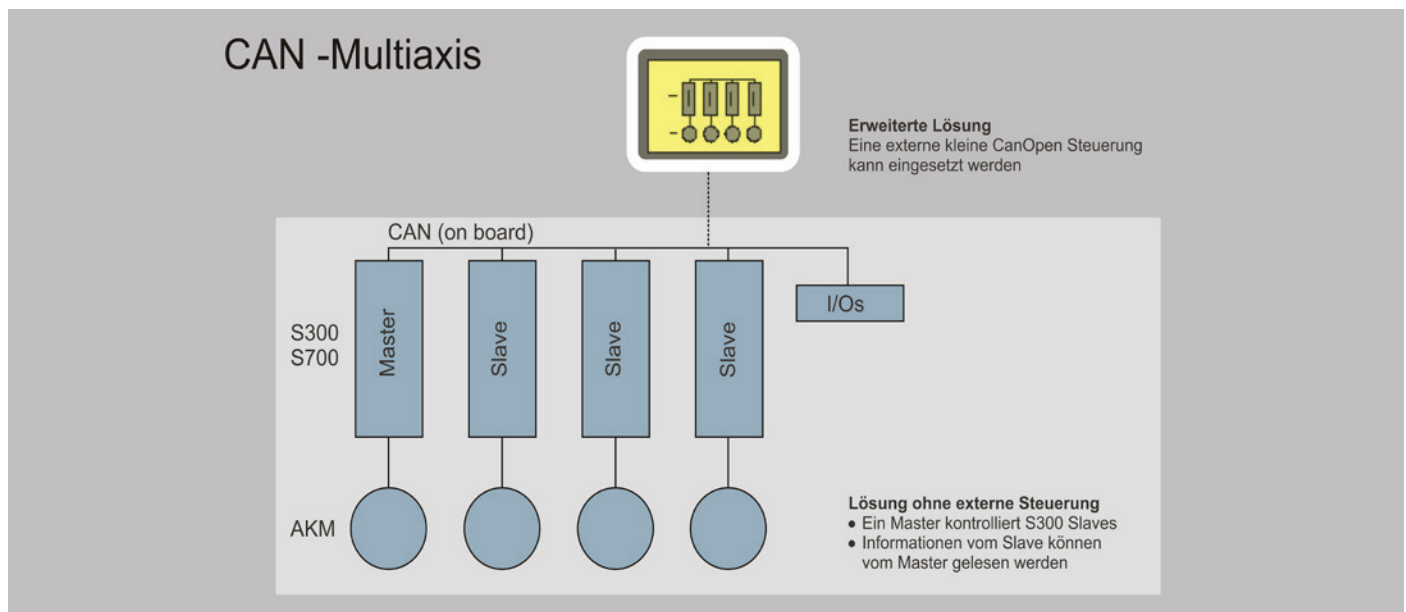 CAN -Multiaxis
Erweiterte Lösung
Eine externe kleine CanOpen Steuerung
kann eingesetzt werden
CAN (on board)
S300
S700
Master
Slave
Slave
Slave
I/Os
AKM
Lösung ohne externe Steuerung
● Ein Master kontrolliert S300 Slaves
● Informationen vom Slave können
vom Master gelesen werden